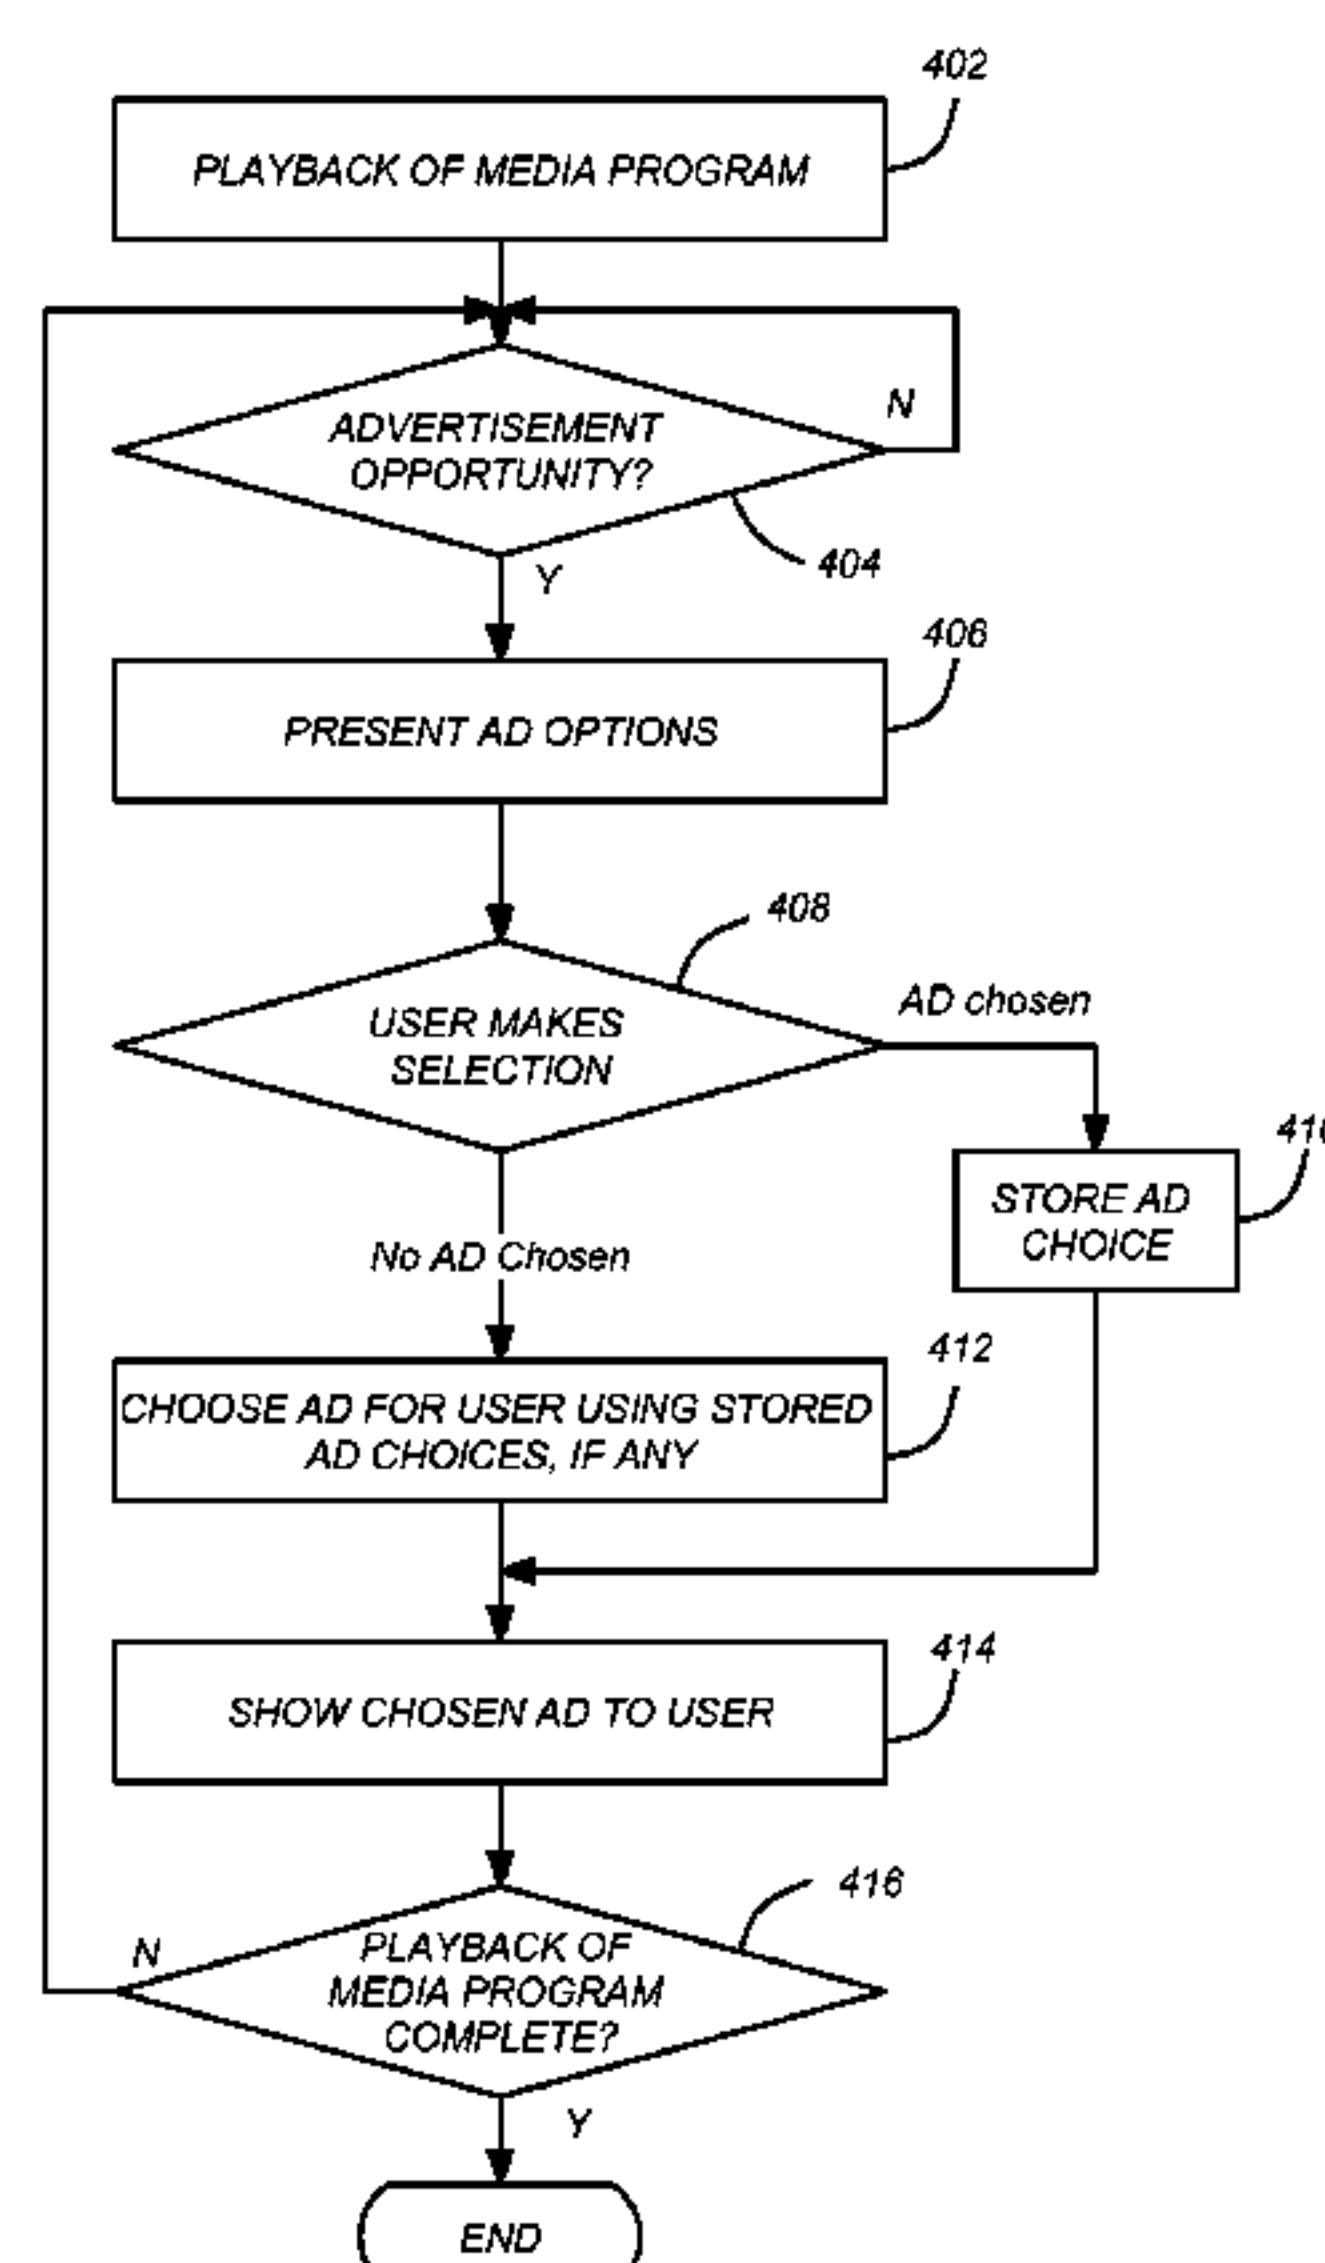 402
PLAYBACK OF MEDIA PROGRAM
ADVERTISEMENT
OPPORTUNITY?
N
404
Y
406
PRESENT AD OPTIONS
408
USER MAKES
SELECTION
AD chosen
410
STORE AD
CHOICE
No AD Chosen
412
CHOOSE AD FOR USER USING STORED
AD CHOICES, IF ANY
414
SHOW CHOSEN AD TO USER
416
N
PLAYBACK OF
MEDIA PROGRAM
COMPLETE?
Y
END